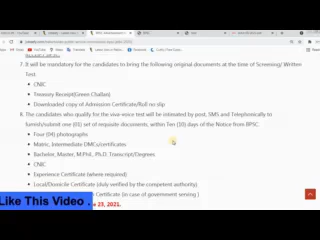 7. It will be mandatory for the candidates to bring the following original documents at the time of Screening/ Written
Test:
CNIC
Treasury Receipt(Green Challan)
Downloaded copy of Admission Certificate/Roll no slip
8. The candidates who qualify for the viva-voice test will be intimated by post, SMS and Telephonically to
furnish/submit one (01) set of requisite documents, within Ten (10) days of the Notice from BPSC.
Four (04) photographs
Matric, Intermediate DMCs/certificates
Bachelor, Master, M.Phil., Ph.D, Transcript/Degrees
CNIC
Experience Certificate (where required)
Local/Domicile Certificate (duly verified by the competent authority)
Certificate (in case of government serving )
23, 2021.
Like This Video .